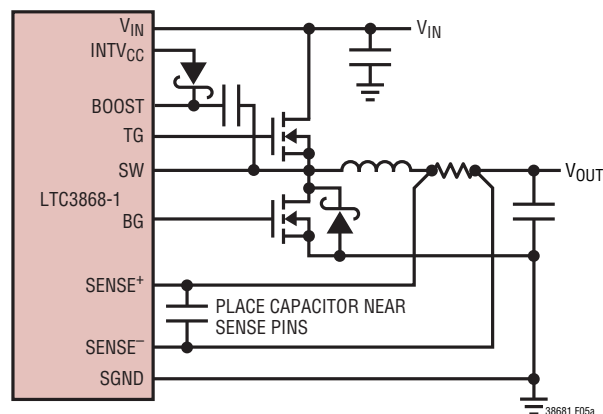 VIN
VIN
INTVCC
BOOST
TG
SW
VOUT
LTC3868-1
BG
SENSE+
PLACE CAPACITOR NEAR
SENSE PINS
SENSE–
SGND
38681 F05a